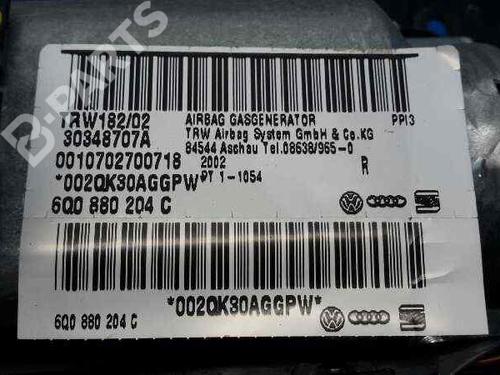 B-PARTS
TRW182/02
30348707A
0010702700718
*002QK30AGGPW*
6Q0 880 204 C
AIRBAG GASGENERATOR PPI3
TRW Airbag System GmbH & Co.KG
84544 Aschau Tel.08638/965-0
2002 R
PT 1-1054
*002QK30AGGPW*
6Q0 880 204 C